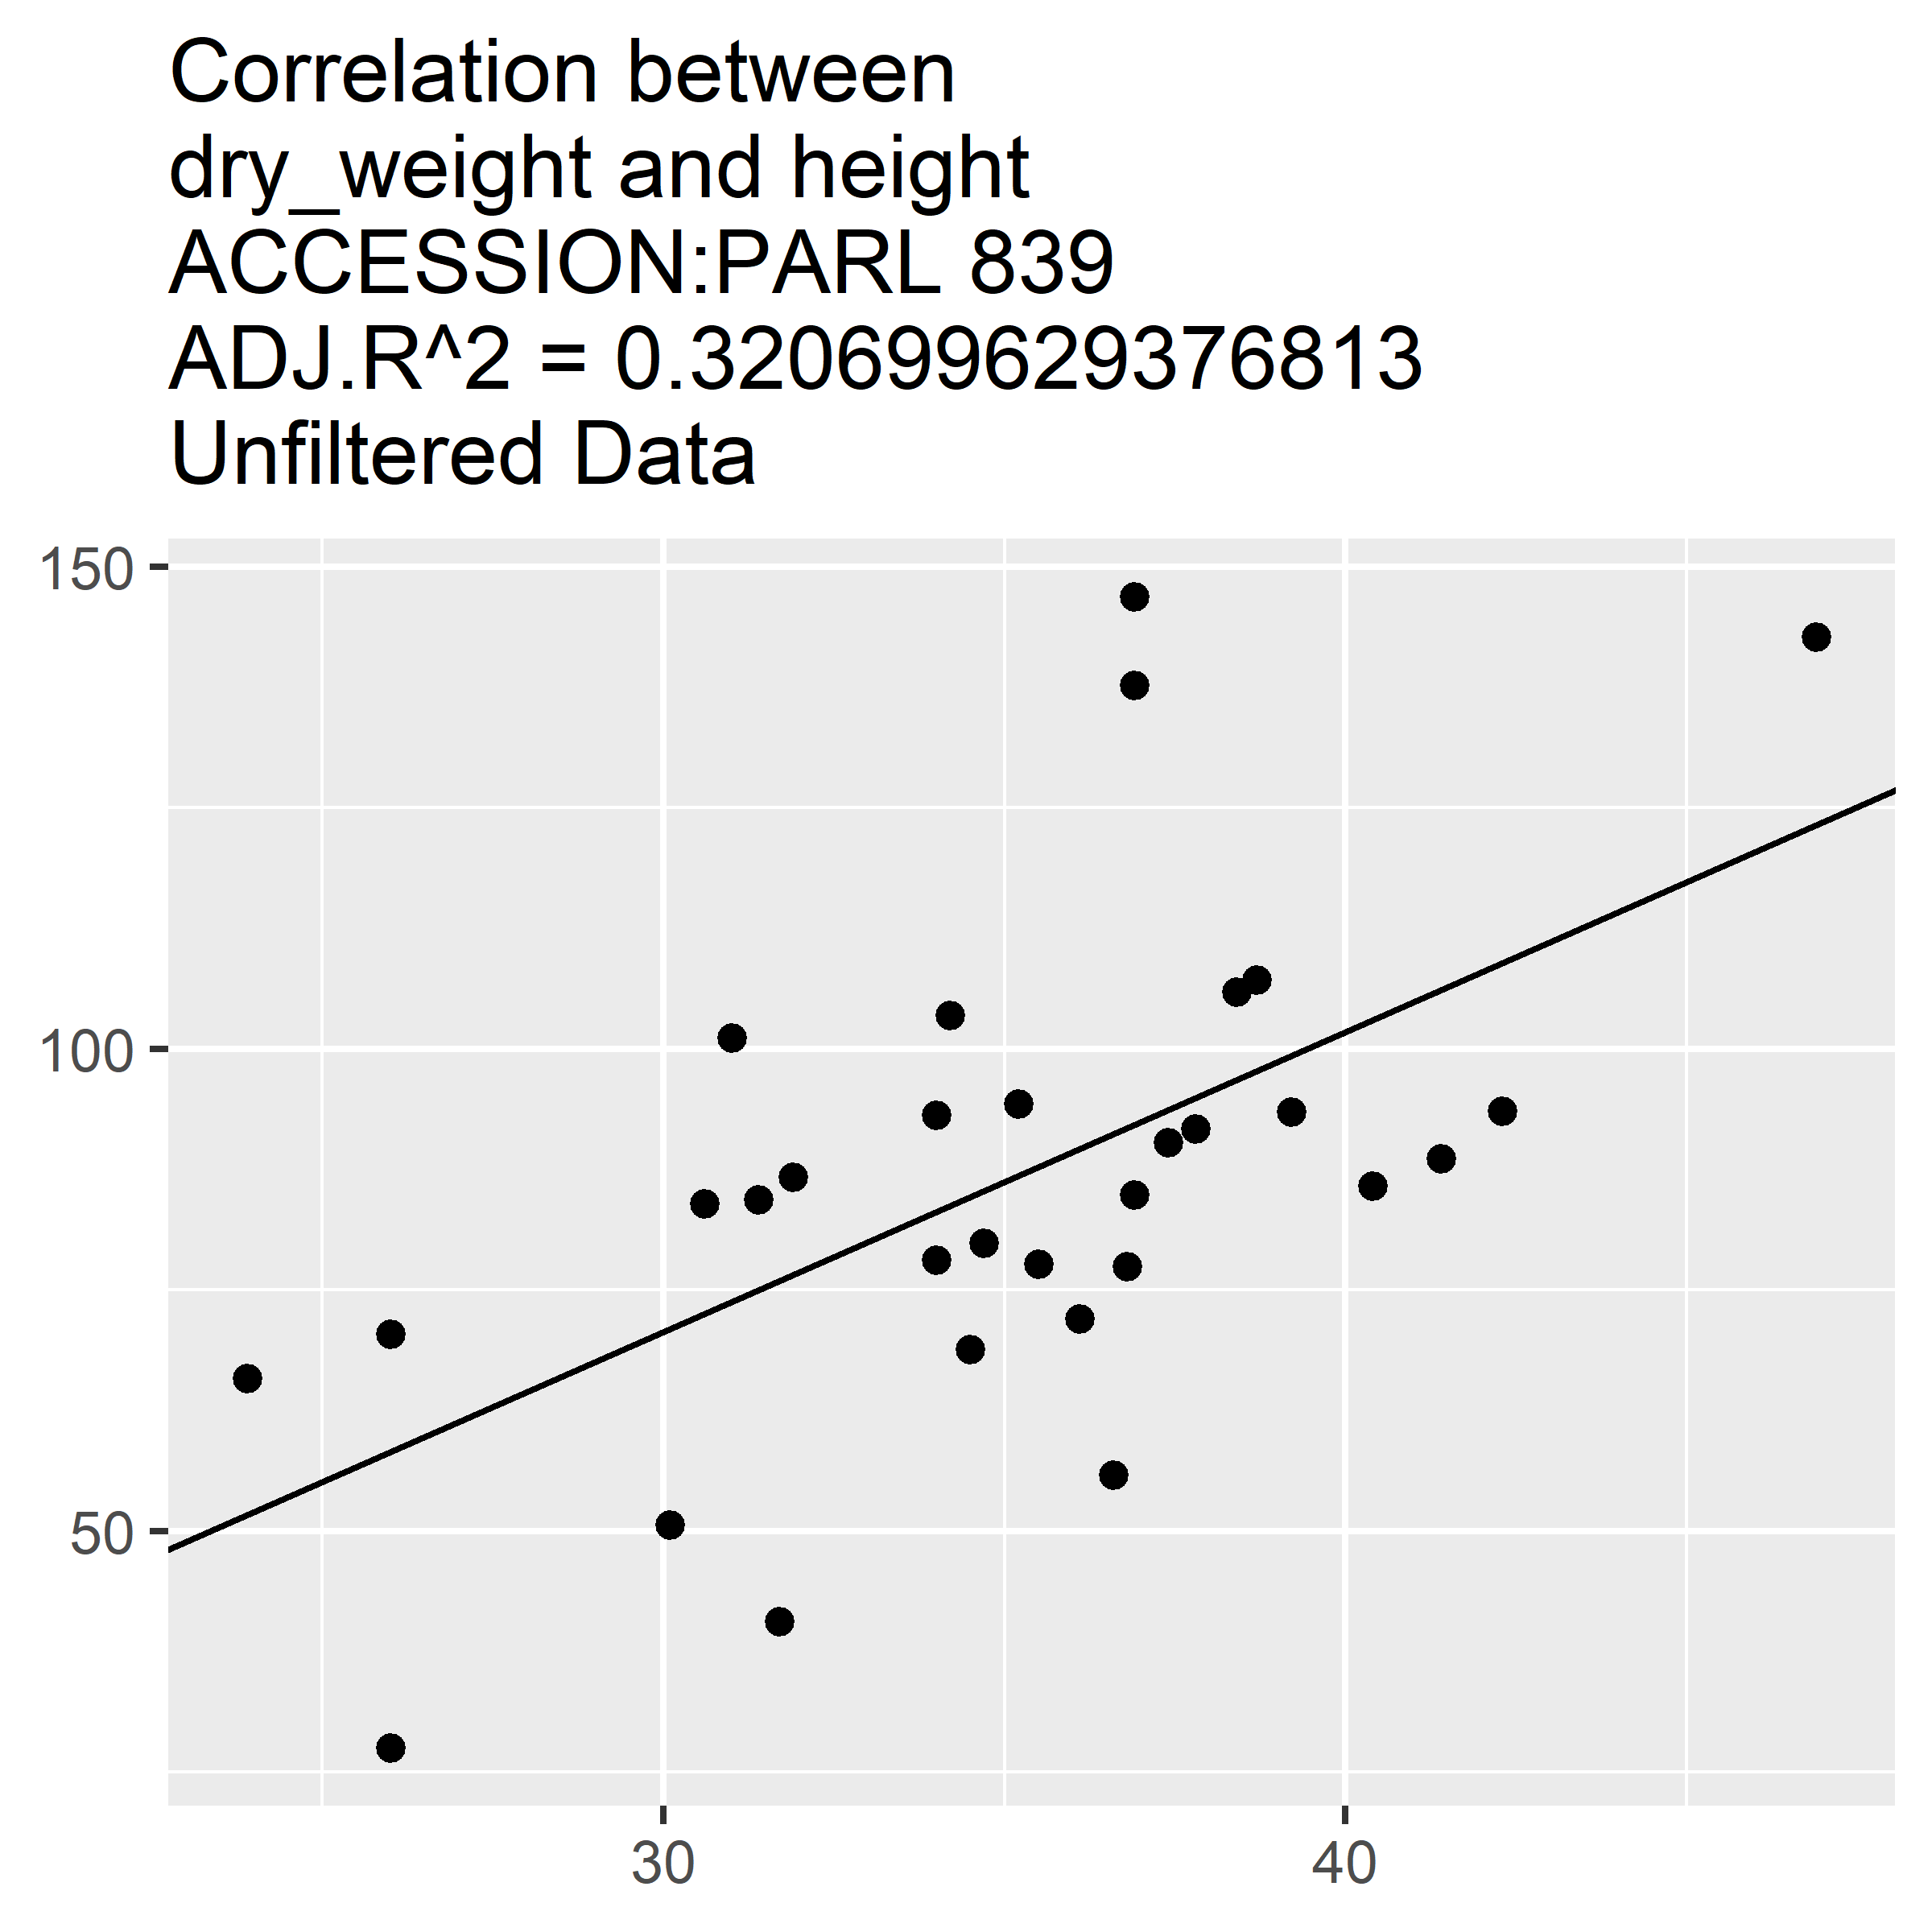 Correlation between
dry_weight and height
ACCESSION:PARL 839
ADJ.R^2 = 0.320699629376813
Unfiltered Data
150
100
50
30 40